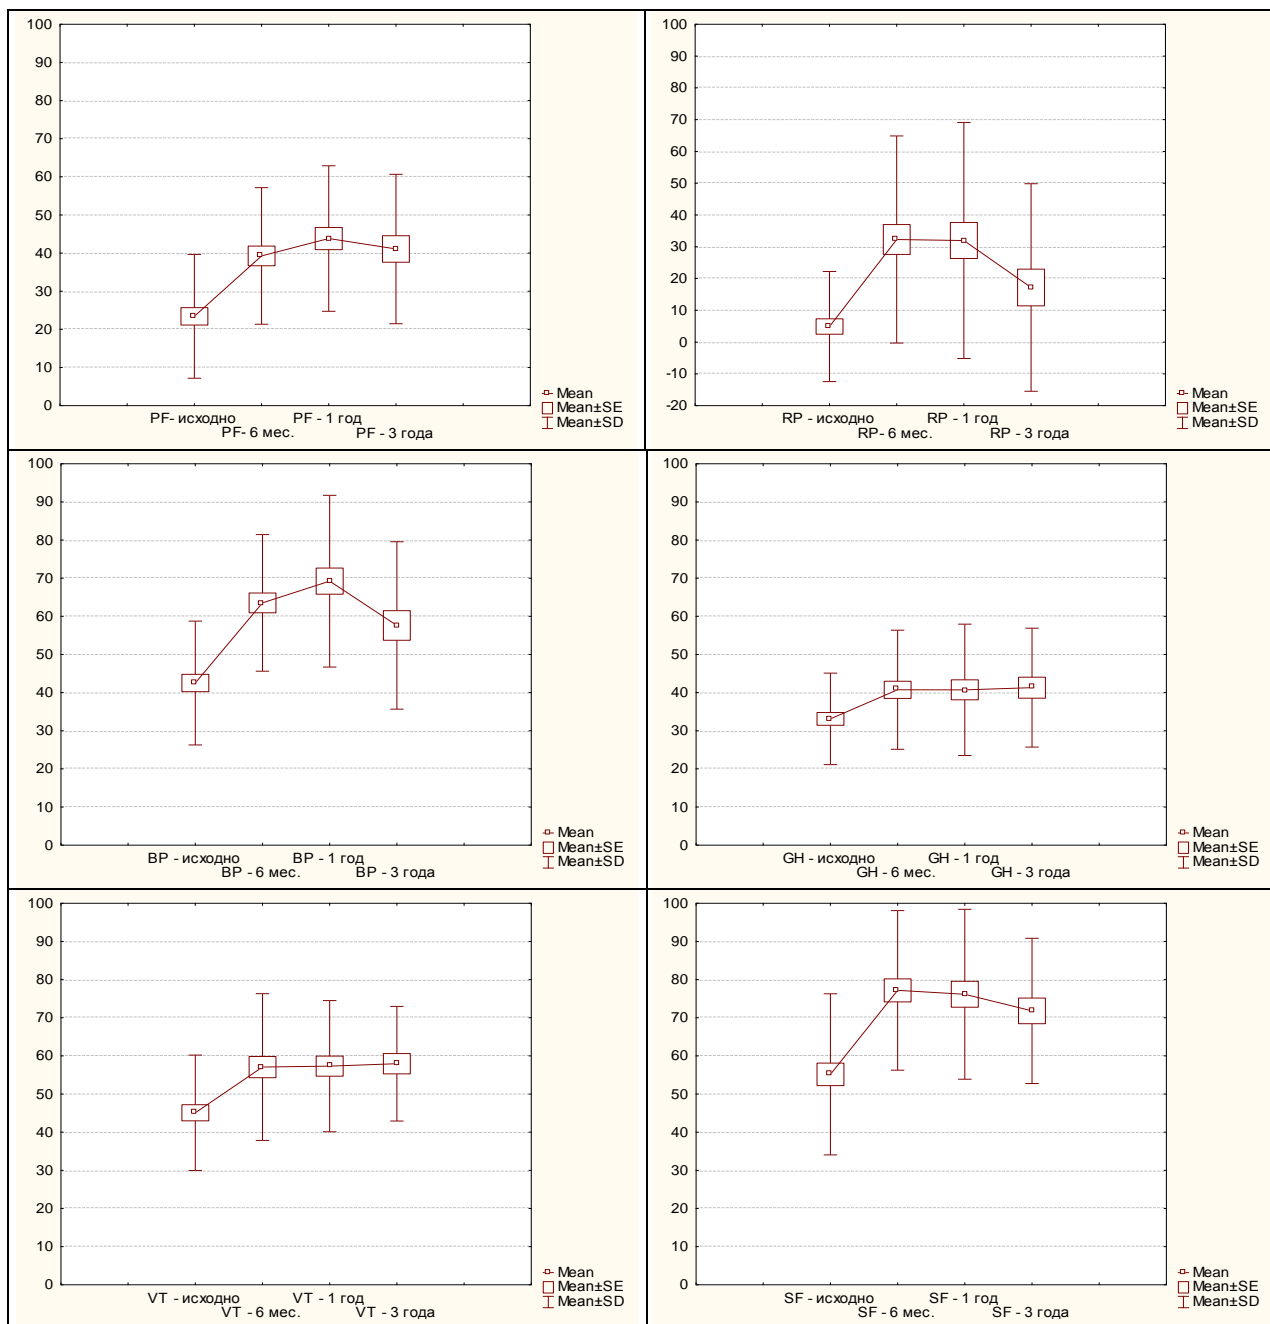 100
90
80
70
60
50
40
30
20
10
0
PF- исходно
PF - 1 год
PF- 6 мес.
PF - 3 года
Mean
Mean±SE
Mean±SD
100
90
80
70
60
50
40
30
20
10
0
-10
-20
RP - исходно
RP - 1 год
RP- 6 мес.
RP - 3 года
Mean
Mean±SE
Mean±SD
100
90
80
70
60
50
40
30
20
10
0
BP - исходно
BP - 1 год
BP - 6 мес.
BP - 3 года
Mean
Mean±SE
Mean±SD
100
90
80
70
60
50
40
30
20
10
0
GH - исходно
GH - 1 год
GH - 6 мес.
GH - 3 года
Mean
Mean±SE
Mean±SD
100
90
80
70
60
50
40
30
20
10
0
VT - исходно
VT - 1 год
VT - 6 мес.
VT - 3 года
Mean
Mean±SE
Mean±SD
100
90
80
70
60
50
40
30
20
10
0
SF - исходно
SF - 1 год
SF - 6 мес.
SF - 3 года
Mean
Mean±SE
Mean±SD